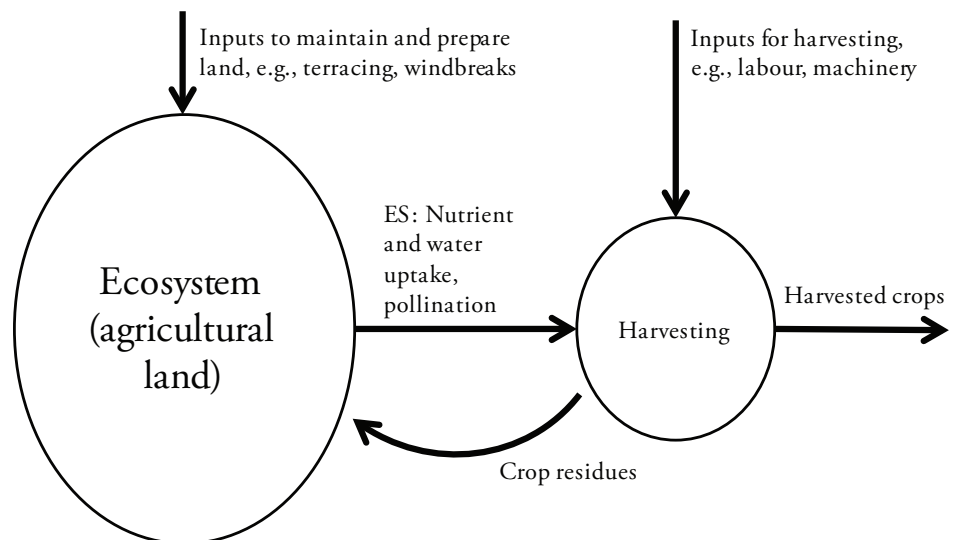 Inputs to maintain and prepare
land, e.g., terracing, windbreaks
Inputs for harvesting,
e.g., labour, machinery
ES: Nutrient
and water
uptake,
pollination
Ecosystem
(agricultural
land)
Harvesting
Harvested crops
Crop residues